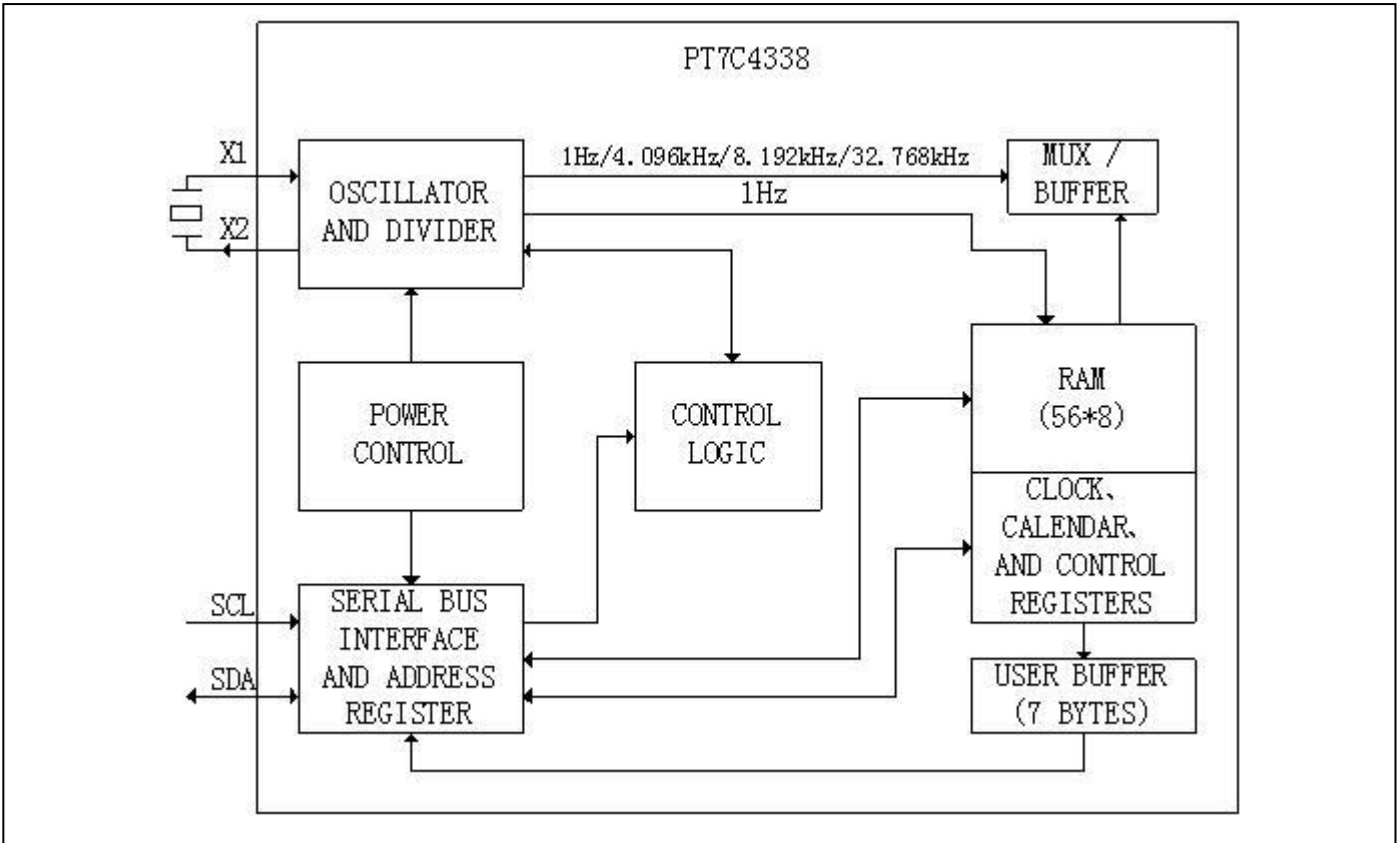 PT7C4338
X1
X2
OSCILLATOR
AND DIVIDER
1Hz/4.096kHz/8.192kHz/32.768kHz
1Hz
MUX /
BUFFER
POWER
CONTROL
CONTROL
LOGIC
RAM
(56*8)
CLOCK、
CALENDAR、
AND CONTROL
REGISTERS
SCL
SDA
SERIAL BUS
INTERFACE
AND ADDRESS
REGISTER
USER BUFFER
(7 BYTES)